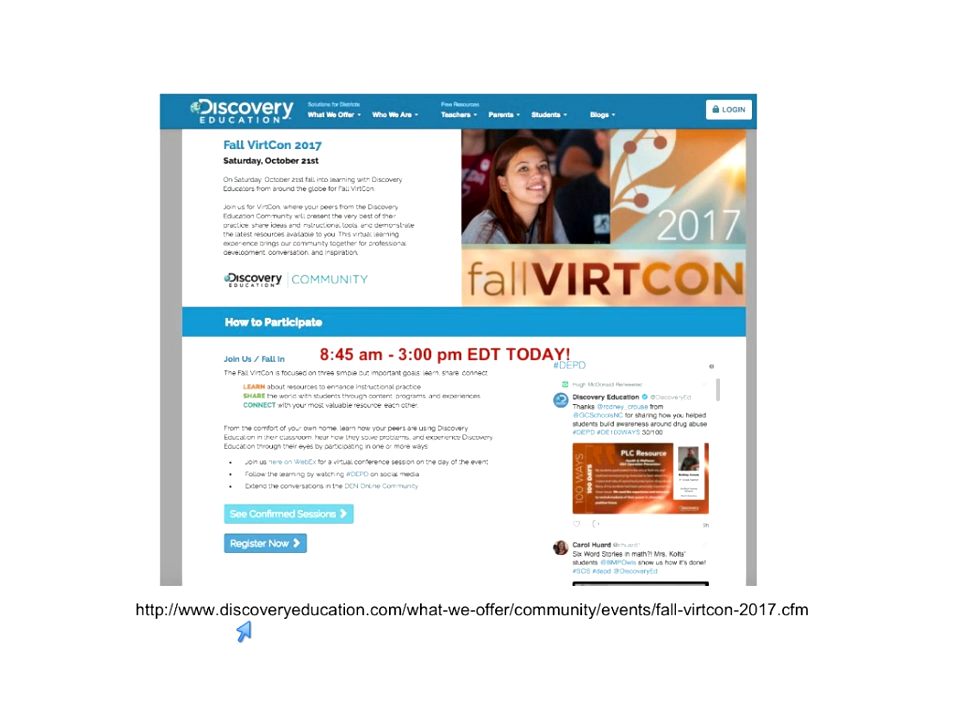 Discovery
EDUCATION
Solutions for Districts
What We Offer
Who We Are
Free Resources
Teachers
Parents
Students
Blogs
LOGIN
Fall VirtCon 2017
Saturday, October 21st
On Saturday October 21st fall into learning with Discovery
Educators from around the globe for Fall VirtCon
Join us for VirtCon, where your peers from the Discovery
Education Community will present the very best of their
practice, share ideas and instructional tools, and demonstrate
the latest resources available to you. This virtual learning
experience brings our community together for professional
development, conversation, and inspiration.
Discovery
EDUCATION
COMMUNITY
2017
fallVIRTCON
How to Participate
8:45 am - 3:00 pm EDT TODAY!
Join Us / Fall In
The Fall VirtCon is focused on three simple but important goals: learn, share, connect
LEARN about resources to enhance instructional practice
SHARE the world with students through content, programs, and experiences
CONNECT with your most valuable resource: each other.
From the comfort of your own home, learn how your peers are using Discovery
Education in their classroom, hear how they solve problems, and experience Discovery
Education through their eyes by participating in one or more ways
• Join us here on WebEx for a virtual conference session on the day of the event
• Follow the learning by watching #DEPD on social media
• Extend the conversations in the DEN Online Community
See Confirmed Sessions
Register Now
#DEPD
Hugh McDonald Retweeted
Discovery Education @DiscoveryEd
Thanks @rodney_crouse from
@GCSchoolsNC for sharing how you helped
students build awareness around drug abuse
#DEPD #DE100WAYS 30/100
100 WAYS
100 DAYS
PLC Resource
Carol Huard
Six Word Stories in math?! Mrs. Kolts'
students @BMPOwls show us how it's done!
#SOS #depd @DiscoveryEd
http://www.discoveryeducation.com/what-we-offer/community/events/fall-virtcon-2017.cfm